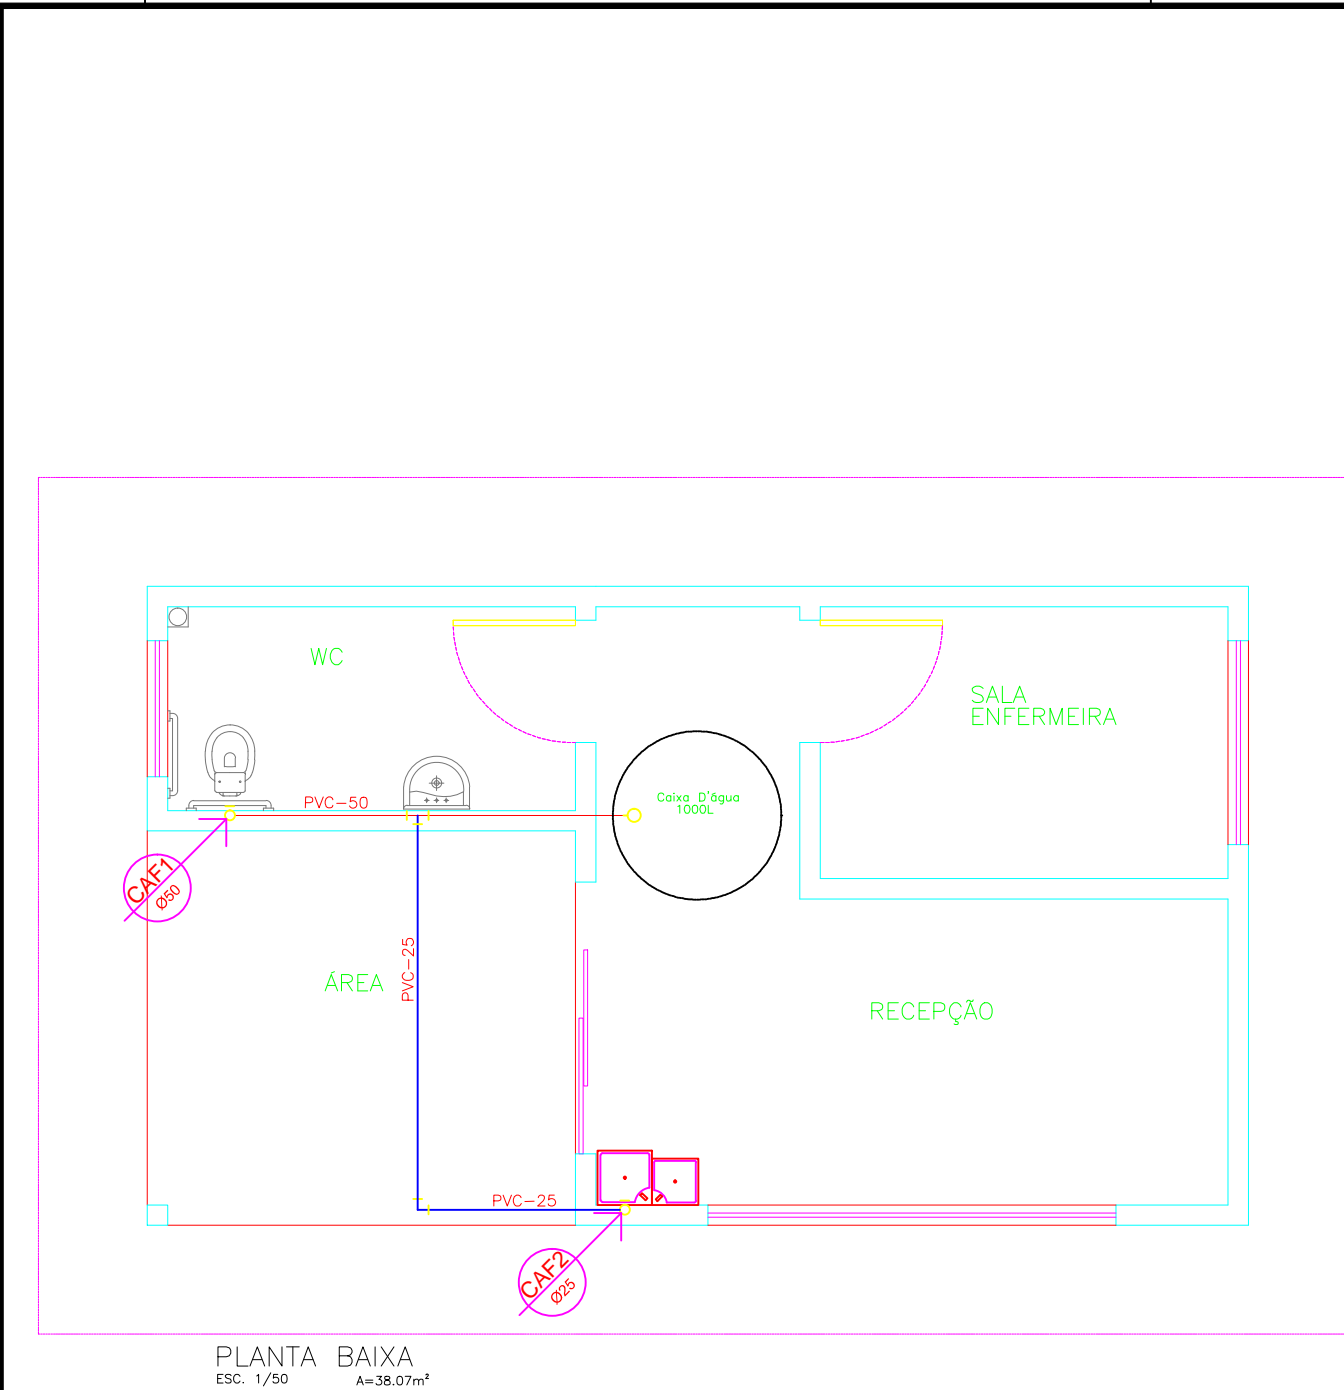 WC
SALA
ENFERMEIRA
Caixa D'água
1000L
PVC-50
CAF1
Ø50
PVC-25
ÁREA
RECEPÇÃO
PVC-25
CAF2
Ø25
PLANTA BAIXA
ESC. 1/50 A=38.07m²